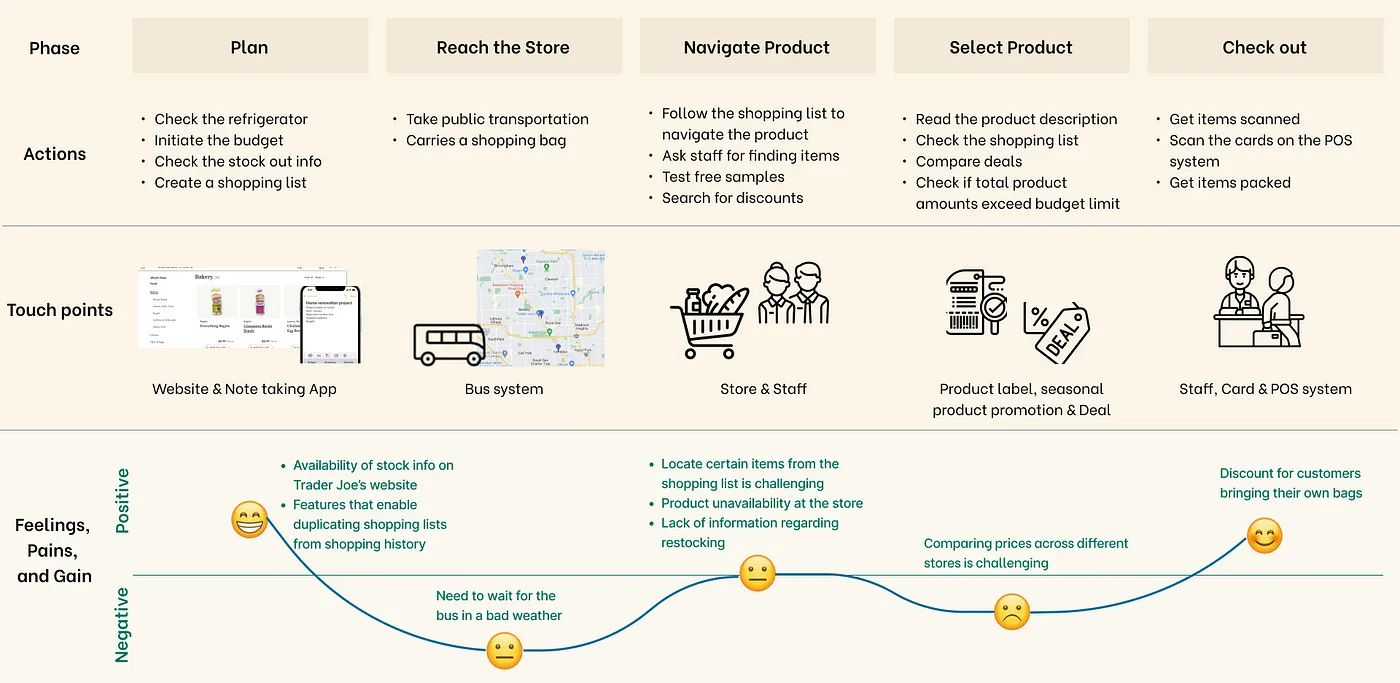 Phase
Plan
Reach the Store
Navigate Product
Select Product
Check out
Actions
• Check the refrigerator
• Initiate the budget
• Check the stock out info
• Create a shopping list
• Take public transportation
• Carries a shopping bag
• Follow the shopping list to
navigate the product
• Ask staff for finding items
• Test free samples
• Search for discounts
• Read the product description
• Check the shopping list
• Compare deals
• Check if total product
amounts exceed budget limit
• Get items scanned
• Scan the cards on the POS
system
• Get items packed
Touch points
Bakery
Home renovation project
% DEAL
Website & Note taking App
Bus system
Store & Staff
Product label, seasonal
product promotion & Deal
Staff, Card & POS system
Feelings,
Pains,
and Gain
Positive
Negative
• Availability of stock info on
Trader Joe's website
• Features that enable
duplicating shopping lists
from shopping history
Need to wait for the
bus in a bad weather
• Locate certain items from the
shopping list is challenging
• Product unavailability at the store
• Lack of information regarding
restocking
Comparing prices across different
stores is challenging
Discount for customers
bringing their own bags